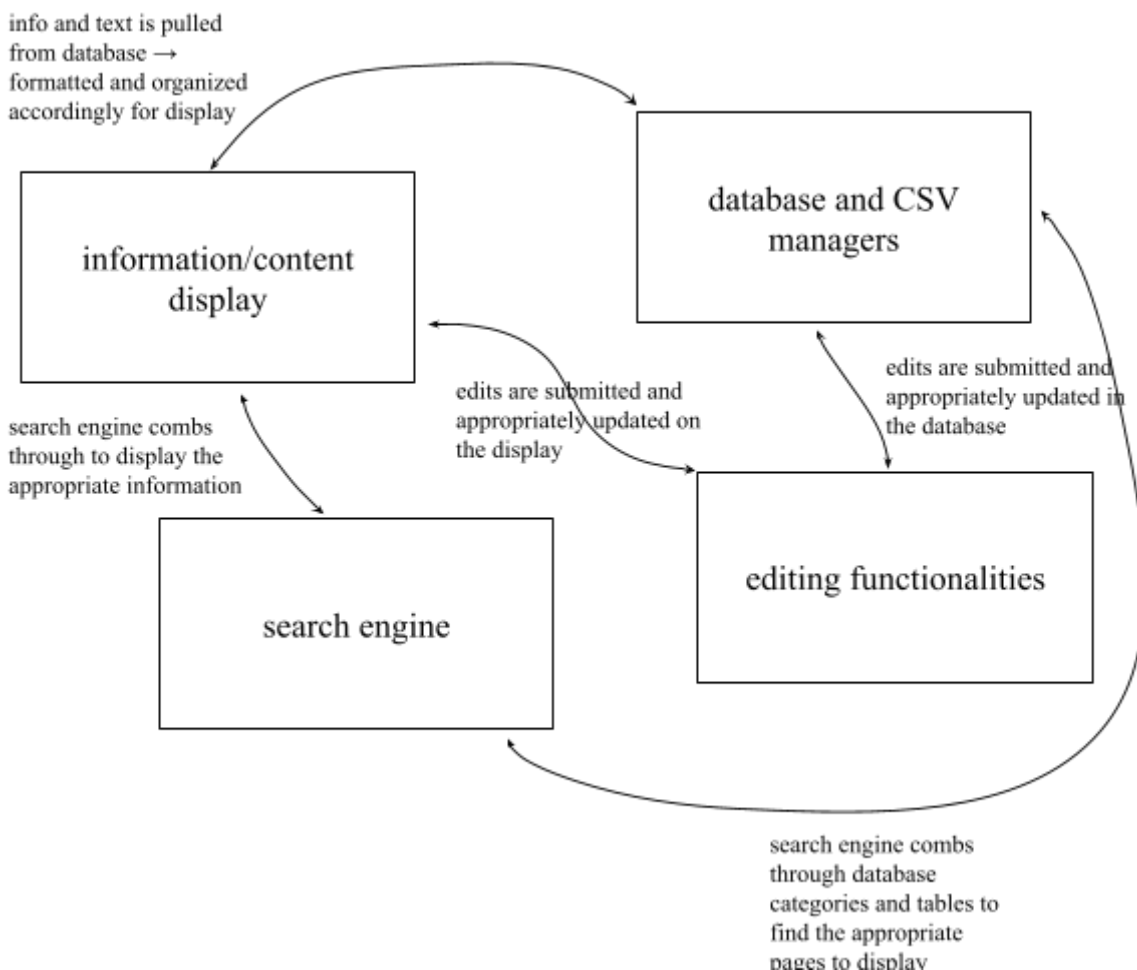 info and text is pulled
from database →
formatted and organized
accordingly for display
database and CSV
managers
information/content
display
edits are submitted and
appropriately updated in
the database
edits are submitted and
appropriately updated on
the display
search engine combs
through to display the
appropriate information
editing functionalities
search engine
search engine combs
through database
categories and tables to
find the appropriate
pages to display